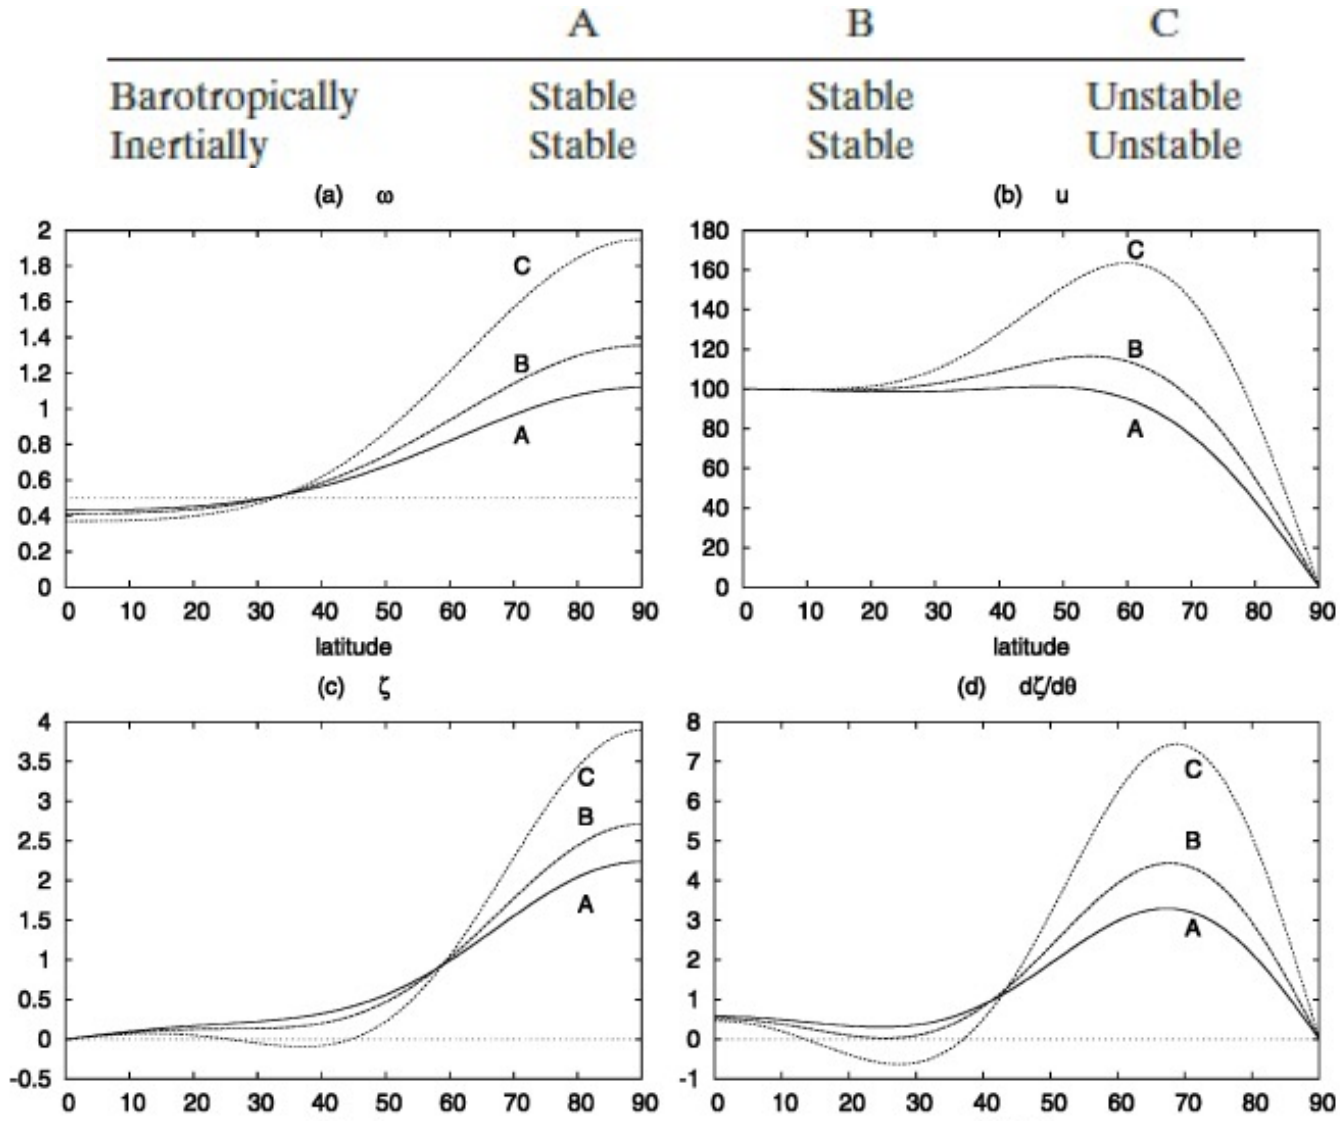 A B C
Barotropically Stable Stable Unstable
Inertially Stable Stable Unstable
(a) ω
2
1.8
1.6
1.4
1.2
1
0.8
0.6
0.4
0.2
0
C
B
A
0 10 20 30 40 50 60 70 80 90
latitude
(b) u
180
160
140
120
100
80
60
40
20
0
C
B
A
0 10 20 30 40 50 60 70 80 90
latitude
(c) ζ
4
3.5
3
2.5
2
1.5
1
0.5
0
-0.5
C
B
A
0 10 20 30 40 50 60 70 80 90
(d) dζ/dθ
8
7
6
5
4
3
2
1
0
-1
C
B
A
0 10 20 30 40 50 60 70 80 90